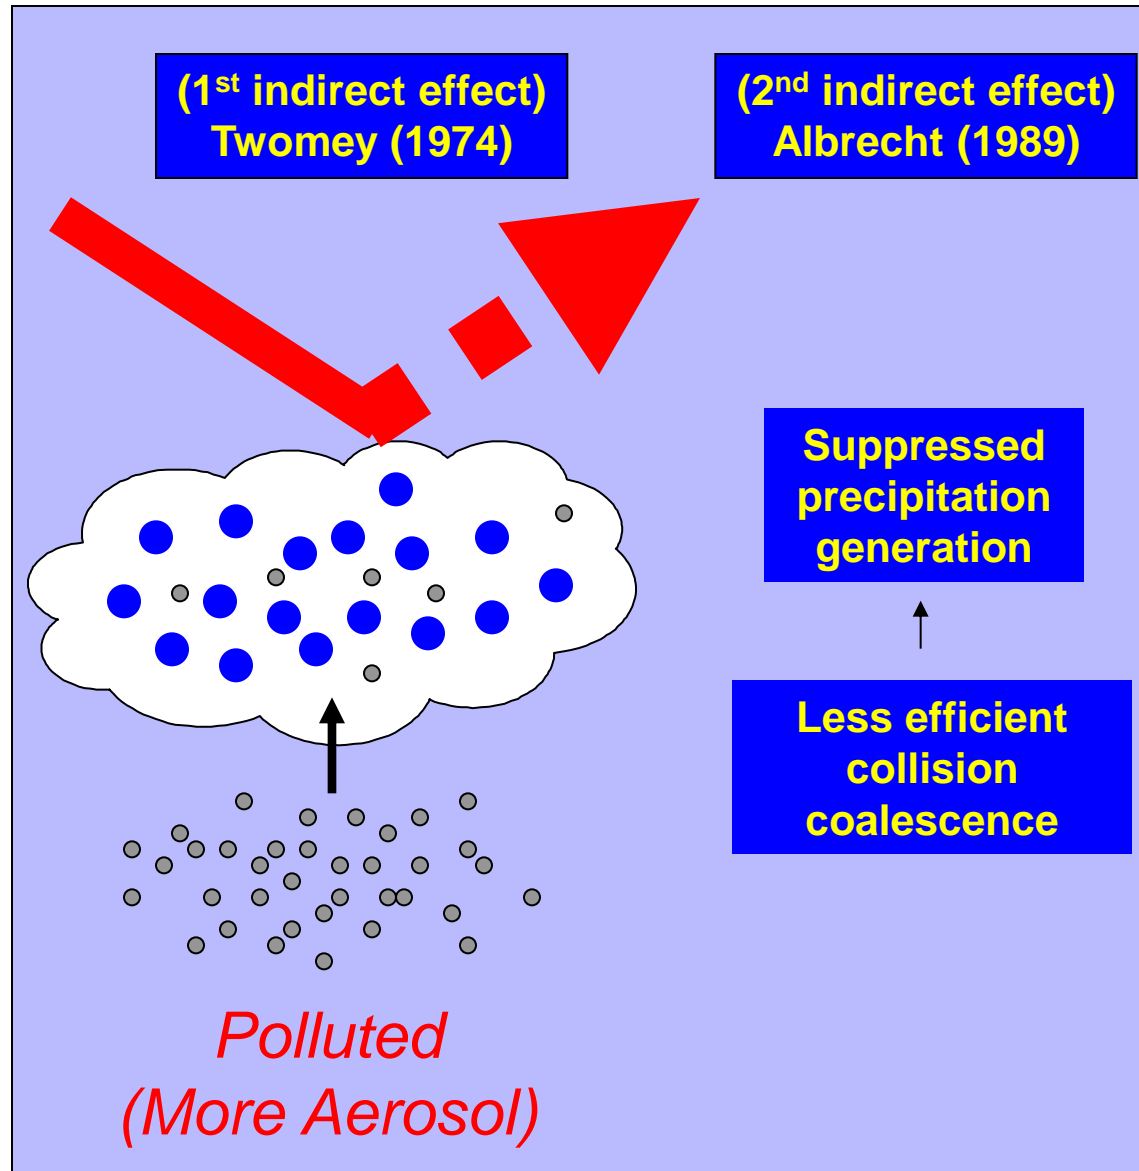 (1st indirect effect)
Twomey (1974)
(2nd indirect effect)
Albrecht (1989)
Suppressed
precipitation
generation
Less efficient
collision
coalescence
Polluted
(More Aerosol)